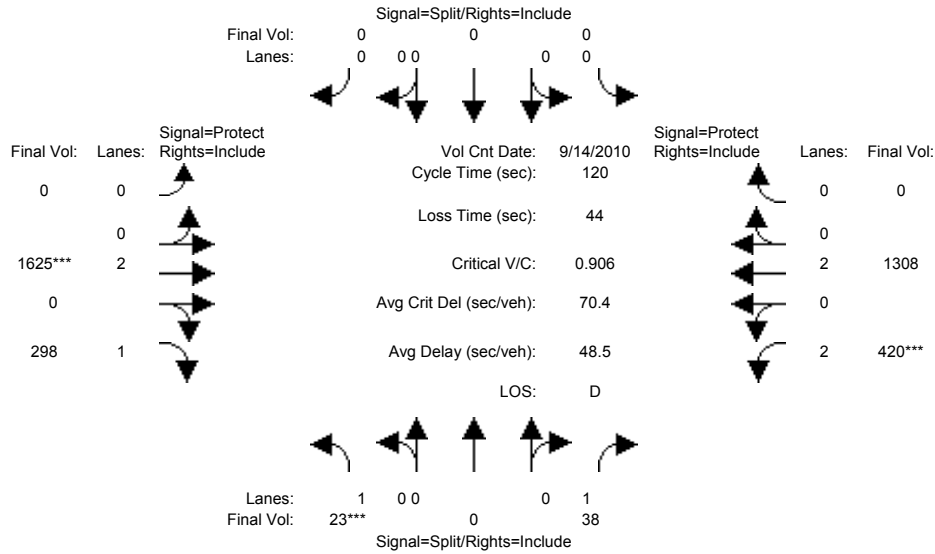 Signal=Split/Rights=Include
Final Vol: 0 0 0
Lanes: 0 0 0 0 0
Signal=Protect Signal=Protect
Final Vol: Lanes: Rights=Include Vol Cnt Date: 9/14/2010 Rights=Include Lanes: Final Vol:
Cycle Time (sec): 120
0 0 0 0
Loss Time (sec): 44
0 0
1625*** 2 Critical V/C: 0.906 2 1308
0 Avg Crit Del (sec/veh): 70.4 0
298 1 Avg Delay (sec/veh): 48.5 2 420***
LOS: D
Lanes: 1 0 0 0 1
Final Vol: 23*** 0 38
Signal=Split/Rights=Include